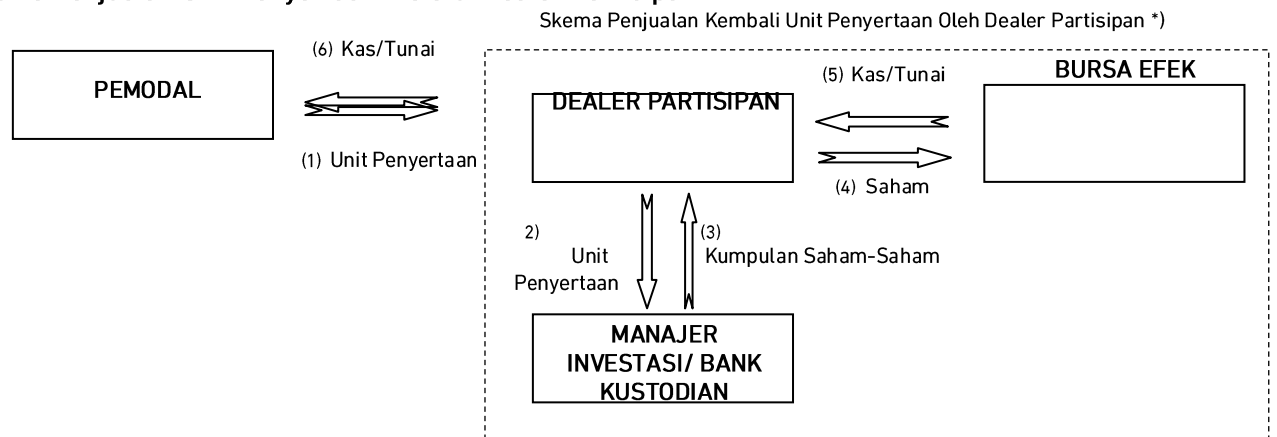 Skema Penjualan Kembali Unit Penyertaan Oleh Dealer Partisipan *)
(6) Kas/Tunai
PEMODAL
(1) Unit Penyertaan
DEALER PARTISIPAN
(5) Kas/Tunai
BURSA EFEK
(4) Saham
2)
Unit
Penyertaan
(3)
Kumpulan Saham-Saham
MANAJER
INVESTASI/ BANK
KUSTODIAN